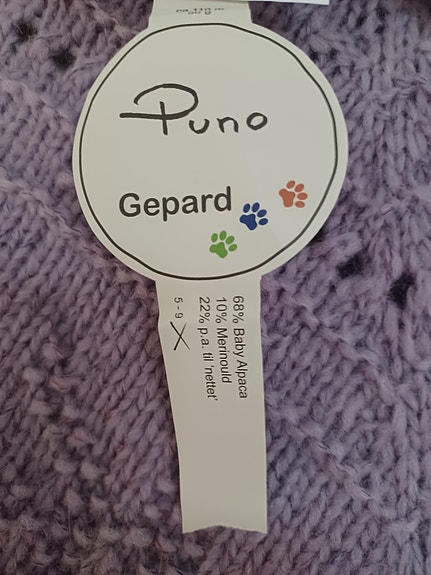 Puno
Gepard
68% Baby Alpaca
10% Merinould
22% p.a. til 'nettet'
5 - 9